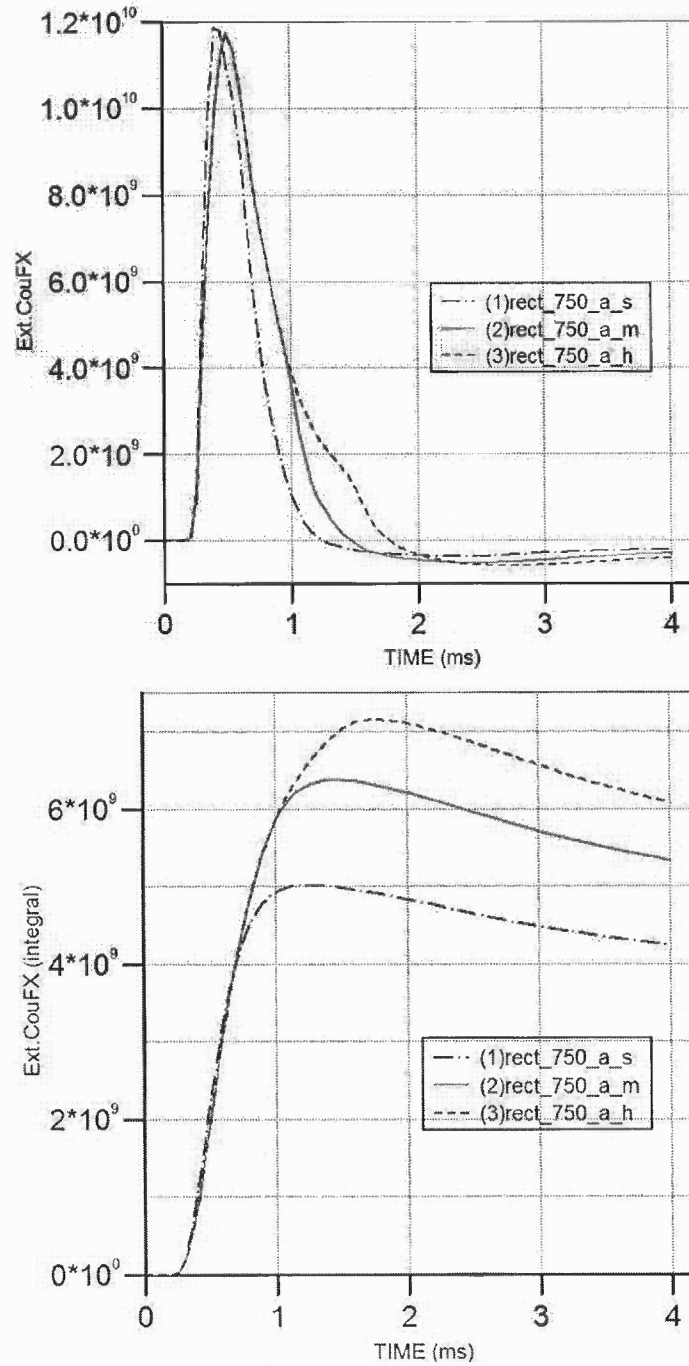 1.2*10^10
1.0*10^10
8.0*10^9
6.0*10^9
4.0*10^9
2.0*10^9
0.0*10^0
Ext.CouFX
(1)rect_750_a_s
(2)rect_750_a_m
(3)rect_750_a_h
0 1 2 3 4
TIME (ms)
6*10^9
4*10^9
2*10^9
0*10^0
Ext.CouFX (integral)
(1)rect_750_a_s
(2)rect_750_a_m
(3)rect_750_a_h
0 1 2 3 4
TIME (ms)